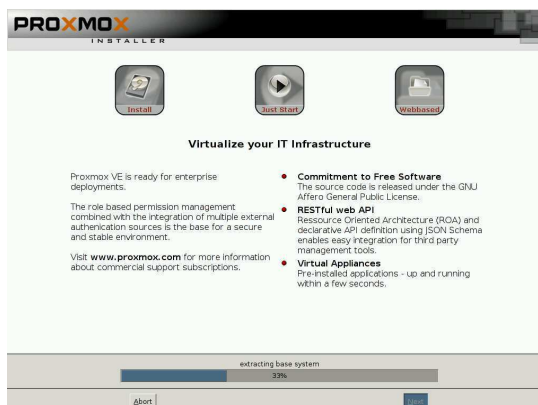 PROXMOX
INSTALLER
Install
Just Start
Webbased
Virtualize your IT Infrastructure
Proxmox VE is ready for enterprise
deployments.
The role based permission management
combined with the integration of multiple external
authenication sources is the base for a secure
and stable environment.
Visit www.proxmox.com for more information
about commercial support subscriptions.
Commitment to Free Software
The source code is released under the GNU
Affero General Public License.
RESTful web API
Ressource Oriented Architecture (ROA) and
declarative API definition using JSON Schema
enables easy integration for third party
management tools.
Virtual Appliances
Pre-installed applications - up and running
within a few seconds.
extracting base system
33%
Abort
Next